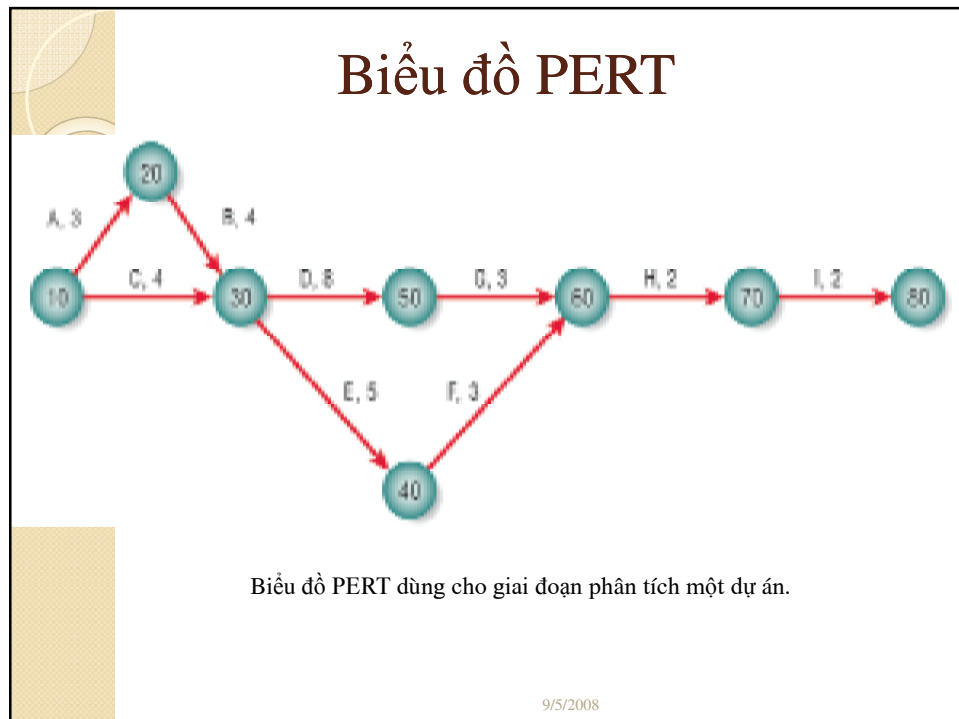 Biểu đồ PERT
20
A, 3
B, 4
C, 4
D, 8
G, 3
H, 2
I, 2
10
30
50
60
70
80
E, 5
F, 3
40
Biểu đồ PERT dùng cho giai đoạn phân tích một dự án.
9/5/2008